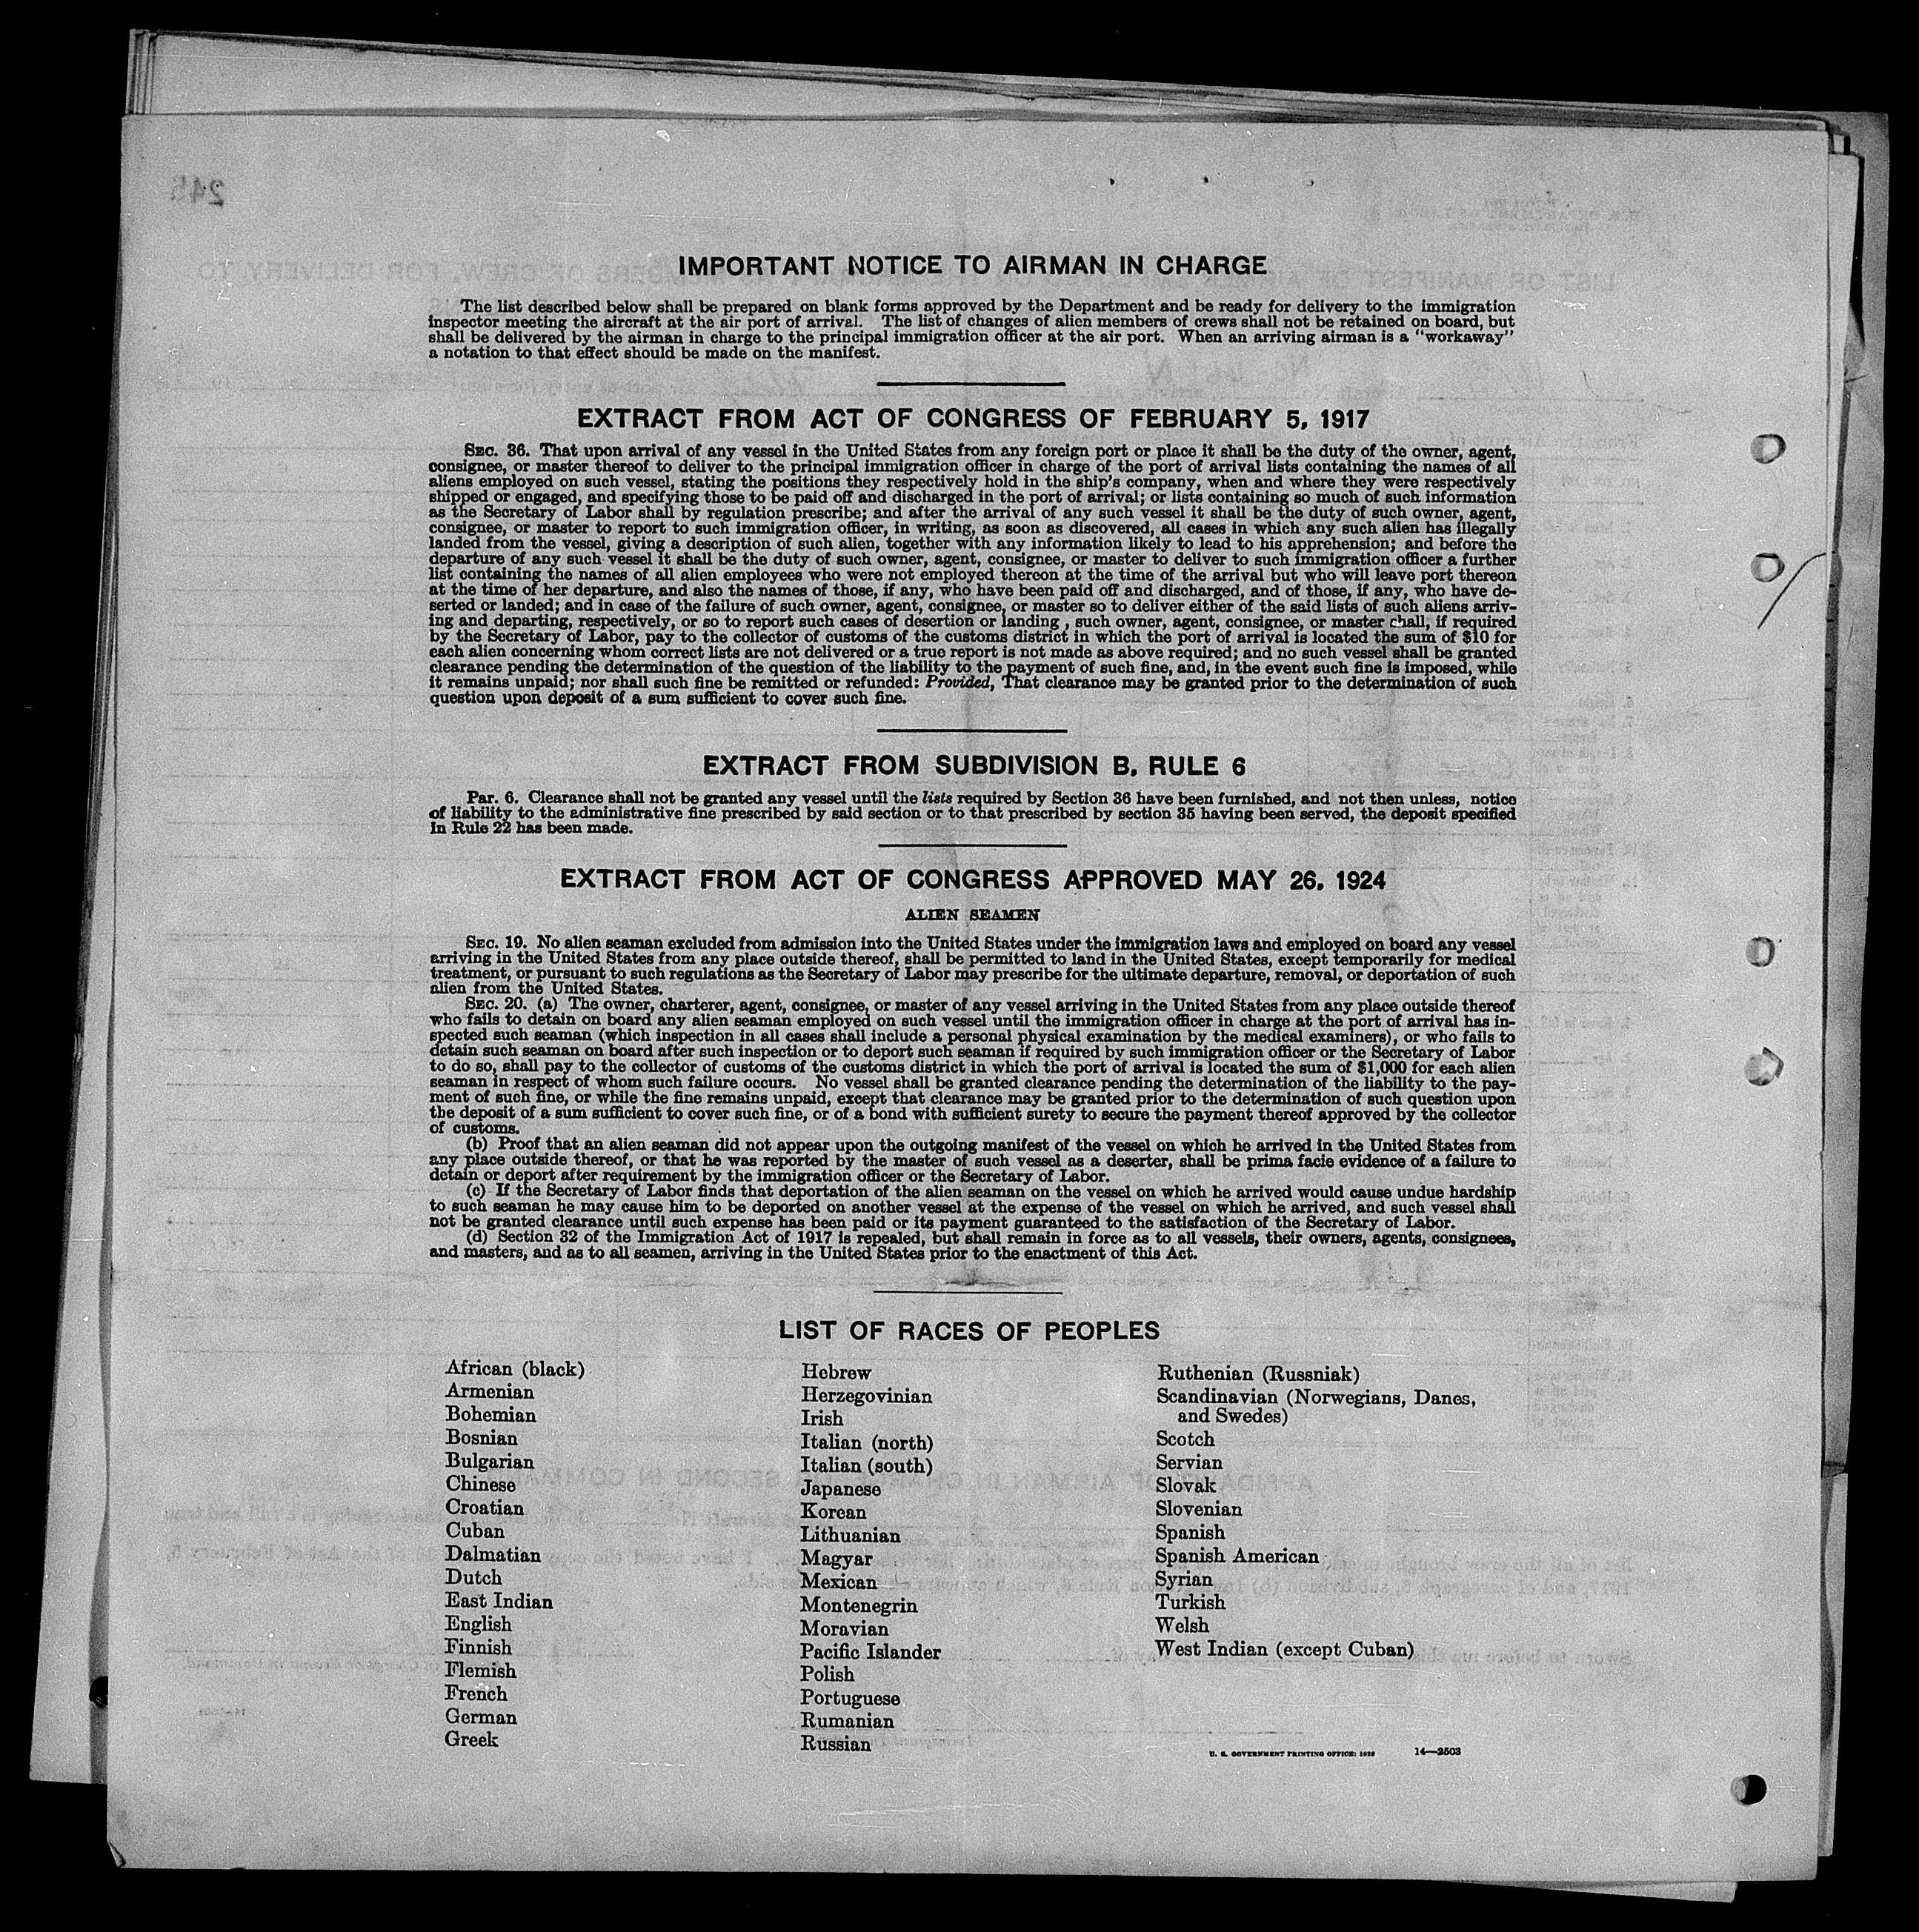 IMPORTANT NOTICE TO AIRMAN IN CHARGE
The list described below shall be prepared on blank forms approved by the Department and be ready for delivery to the immigration
inspector meeting the aircraft at the air port of arrival. The list of changes of alien members of crews shall not be retained on board, but
shall be delivered by the airman in charge to the principal immigration officer at the air port. When an arriving airman is a "workaway"
a notation to that effect should be made on the manifest.
EXTRACT FROM ACT OF CONGRESS OF FEBRUARY 5, 1917
SEC. 36. That upon arrival of any vessel in the United States from any foreign port or place it shall be the duty of the owner, agent,
consignee, or master thereof to deliver to the principal immigration officer in charge of the port of arrival lists containing the names of all
aliens employed on such vessel, stating the positions they respectively hold in the ship's company, when and where they were respectively
shipped or engaged, and specifying those to be paid off and discharged in the port of arrival; or lists containing so much of such information
as the Secretary of Labor shall by regulation prescribe; and after the arrival of any such vessel it shall be the duty of such owner, agent,
consignee, or master to report to such immigration officer, in writing, as soon as discovered, all cases in which any such alien has illegally
landed from the vessel, giving a description of such alien, together with any information likely to lead to his apprehension; and before the
departure of any such vessel it shall be the duty of such owner, agent, consignee, or master to deliver to such immigration officer a further
list containing the names of all alien employees who were not employed thereon at the time of the arrival but who will leave port thereon
at the time of her departure, and also the names of those, if any, who have been paid off and discharged, and of those, if any, who have de-
serted or landed; and in case of the failure of such owner, agent, consignee, or master so to deliver either of the said lists of such aliens arriv-
ing and departing, respectively, or so to report such cases of desertion or landing , such owner, agent, consignee, or master shall, if required
by the Secretary of Labor, pay to the collector of customs of the customs district in which the port of arrival is located the sum of $10 for
each alien concerning whom correct lists are not delivered or a true report is not made as above required; and no such vessel shall be granted
clearance pending the determination of the question of the liability to the payment of such fine, and, in the event such fine is imposed, while
it remains unpaid; nor shall such fine be remitted or refunded: Provided, That clearance may be granted prior to the determination of such
question upon deposit of a sum sufficient to cover such fine.
EXTRACT FROM SUBDIVISION B, RULE 6
Par. 6. Clearance shall not be granted any vessel until the lists required by Section 36 have been furnished, and not then unless, notice
of liability to the administrative fine prescribed by said section or to that prescribed by section 35 having been served, the deposit specified
in Rule 22 has been made.
EXTRACT FROM ACT OF CONGRESS APPROVED MAY 26, 1924
ALIEN SEAMEN
SEC. 19. No alien seaman excluded from admission into the United States under the immigration laws and employed on board any vessel
arriving in the United States from any place outside thereof, shall be permitted to land in the United States, except temporarily for medical
treatment, or pursuant to such regulations as the Secretary of Labor may prescribe for the ultimate departure, removal, or deportation of such
alien from the United States.
SEC. 20. (a) The owner, charterer, agent, consignee, or master of any vessel arriving in the United States from any place outside thereof
who fails to detain on board any alien seaman employed on such vessel until the immigration officer in charge at the port of arrival has in-
spected such seaman (which inspection in all cases shall include a personal physical examination by the medical examiners), or who fails to
detain such seaman on board after such inspection or to deport such seaman if required by such immigration officer or the Secretary of Labor
to do so, shall pay to the collector of customs of the customs district in which the port of arrival is located the sum of $1,000 for each alien
seaman in respect of whom such failure occurs. No vessel shall be granted clearance pending the determination of the liability to the pay-
ment of such fine, or while the fine remains unpaid, except that clearance may be granted prior to the determination of such question upon
the deposit of a sum sufficient to cover such fine, or of a bond with sufficient surety to secure the payment thereof approved by the collector
of customs.
(b) Proof that an alien seaman did not appear upon the outgoing manifest of the vessel on which he arrived in the United States from
any place outside thereof, or that he was reported by the master of such vessel as a deserter, shall be prima facie evidence of a failure to
detain or deport after requirement by the immigration officer or the Secretary of Labor.
(c) If the Secretary of Labor finds that deportation of the alien seaman on the vessel on which he arrived would cause undue hardship
to such seaman he may cause him to be deported on another vessel at the expense of the vessel on which he arrived, and such vessel shall
not be granted clearance until such expense has been paid or its payment guaranteed to the satisfaction of the Secretary of Labor.
(d) Section 32 of the Immigration Act of 1917 is repealed, but shall remain in force as to all vessels, their owners, agents, consignees,
and masters, and as to all seamen, arriving in the United States prior to the enactment of this Act.
LIST OF RACES OF PEOPLES
African (black)
Armenian
Bohemian
Bosnian
Bulgarian
Chinese
Croatian
Cuban
Dalmatian
Dutch
East Indian
English
Finnish
Flemish
French
German
Greek
Hebrew
Herzegovinian
Irish
Italian (north)
Italian (south)
Japanese
Korean
Lithuanian
Magyar
Mexican
Montenegrin
Moravian
Pacific Islander
Polish
Portuguese
Rumanian
Russian
Ruthenian (Russniak)
Scandinavian (Norwegians, Danes,
and Swedes)
Scotch
Servian
Slovak
Slovenian
Spanish
Spanish American
Syrian
Turkish
Welsh
West Indian (except Cuban)
U. S. GOVERNMENT PRINTING OFFICE: 14—2503